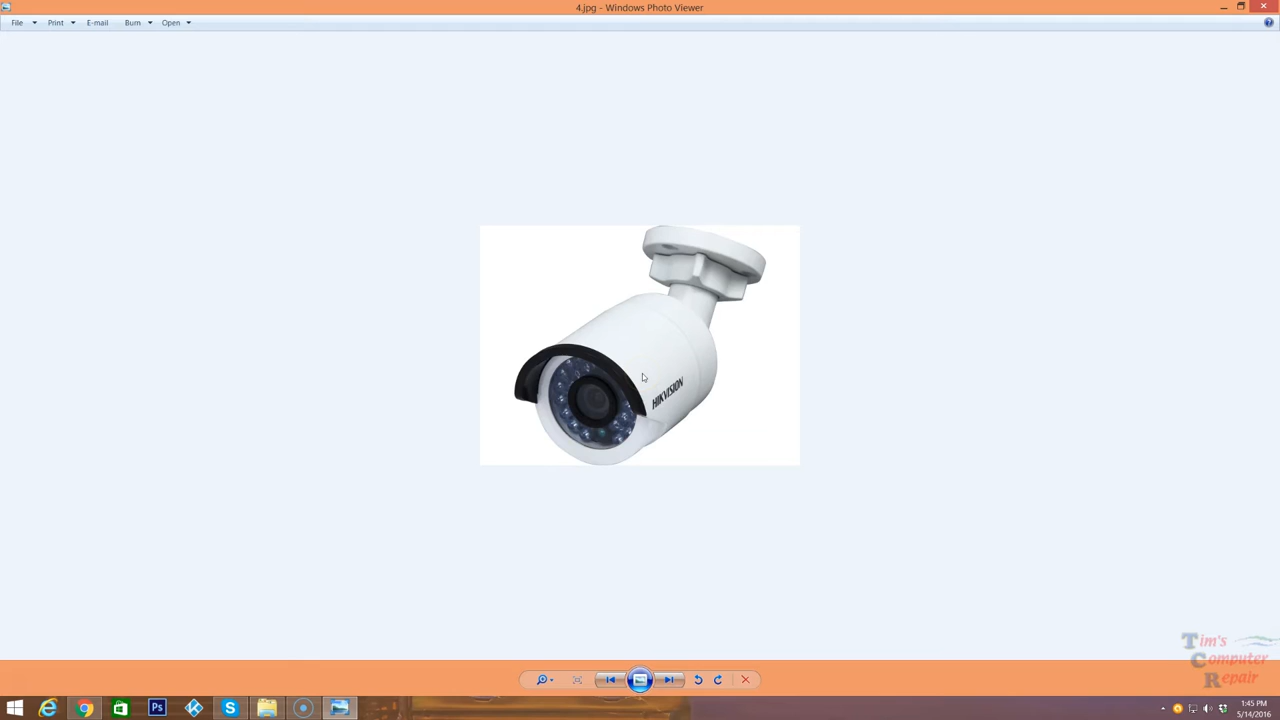 4.jpg - Windows Photo Viewer
File Print E-mail Burn Open
HIKVISION
Tim's
Computer
Repair
1:45 PM
5/14/2016